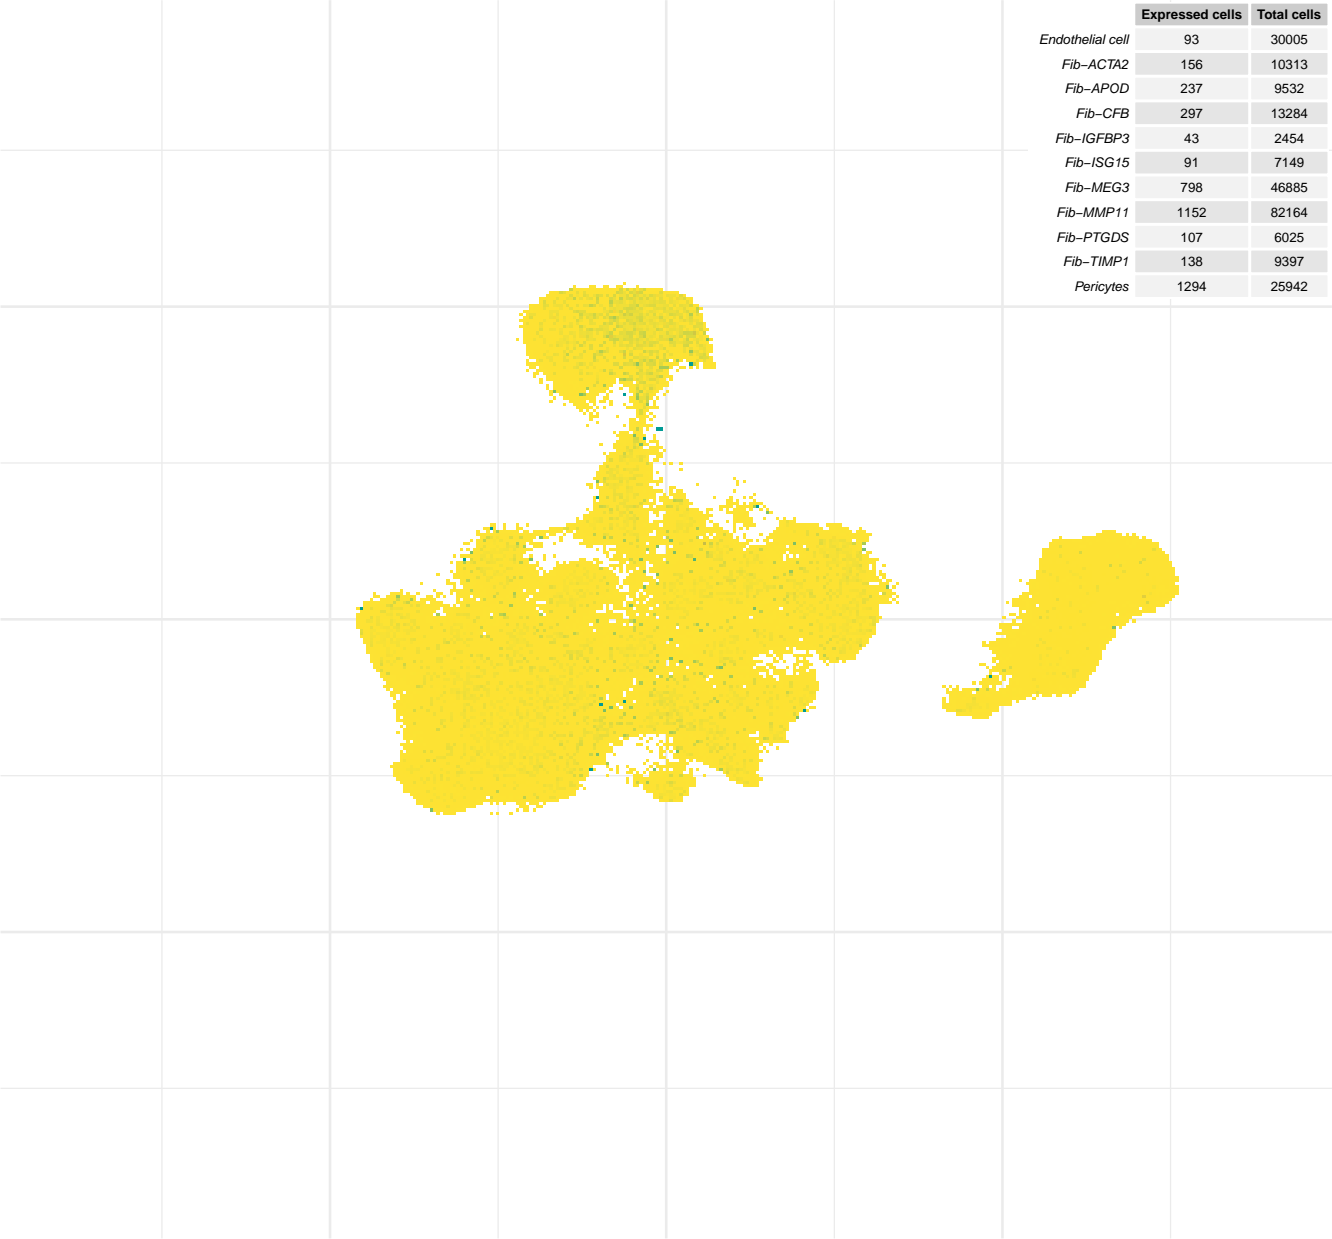 Expressed cells Total cells
Endothelial cell 93 30005
Fib−ACTA2 156 10313
Fib−APOD 237 9532
Fib−CFB 297 13284
Fib−IGFBP3 43 2454
Fib−ISG15 91 7149
Fib−MEG3 798 46885
Fib−MMP11 1152 82164
Fib−PTGDS 107 6025
Fib−TIMP1 138 9397
Pericytes 1294 25942